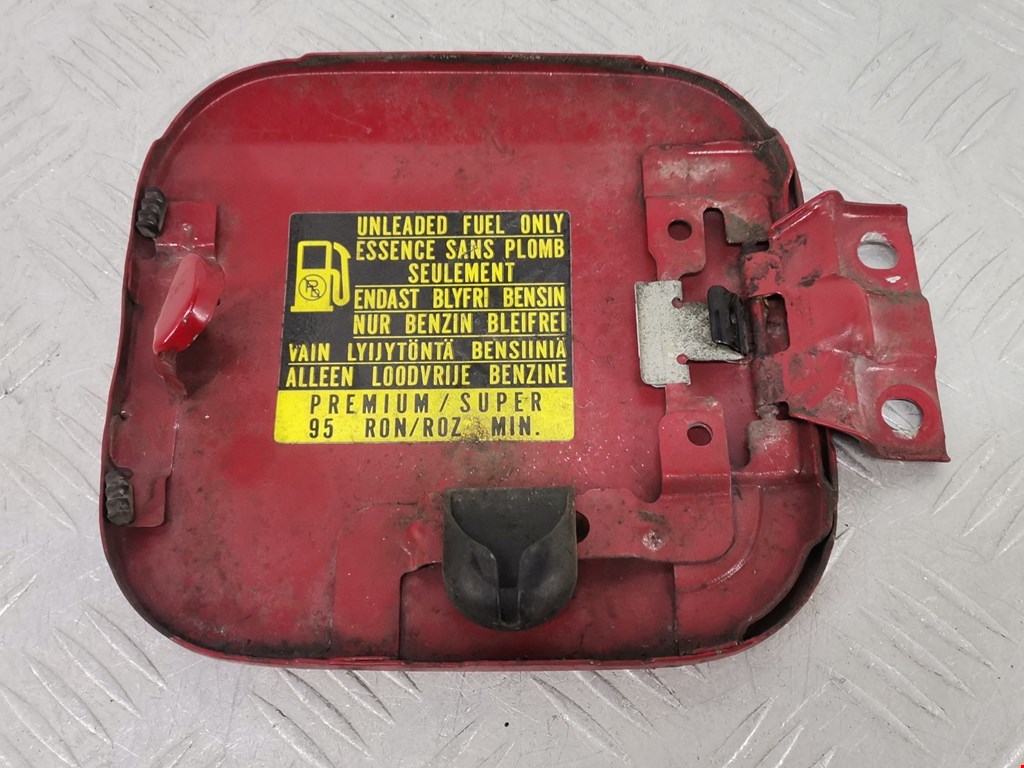 UNLEADED FUEL ONLY
ESSENCE SANS PLOMB
SEULEMENT
ENDAST BLYFRI BENSIN
NUR BENZIN BLEIFREI
VAIN LYIJYTÖNTÄ BENSIINIÄ
ALLEEN LOODVRIJE BENZINE
PREMIUM/SUPER
95 RON/ROZ MIN.